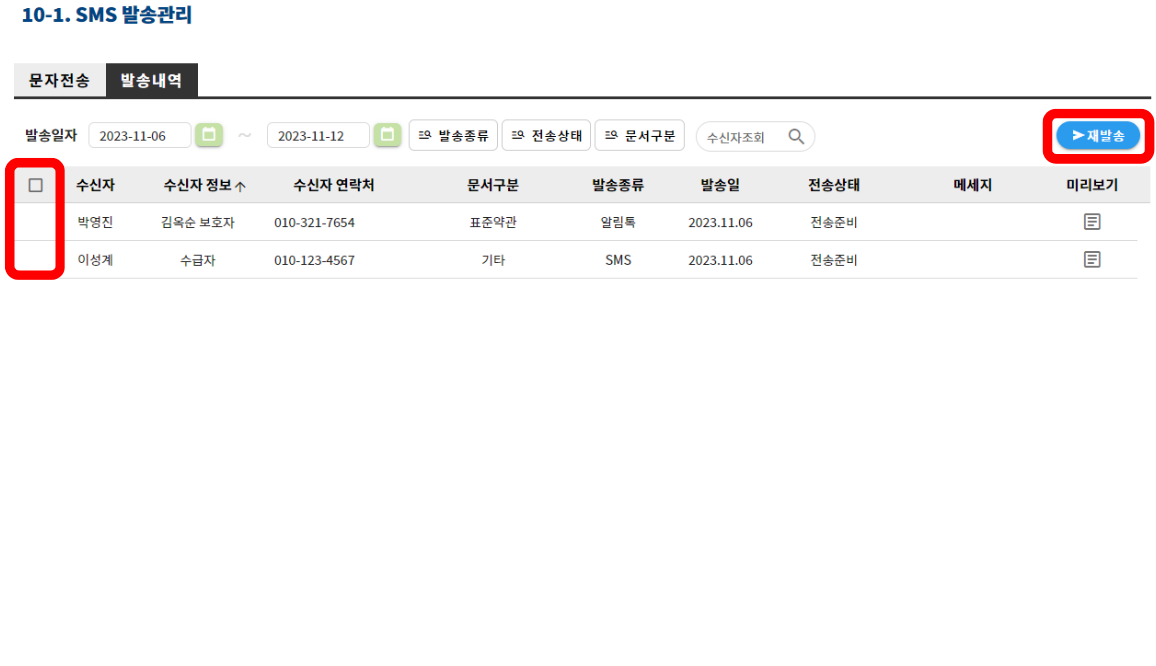 10-1. SMS 발송관리
문자전송 발송내역
발송일자 2023-11-06 ~ 2023-11-12 발송종류 전송상태 문서구분 수신자조회 재발송
수신자 수신자 정보 수신자 연락처 문서구분 발송종류 발송일 전송상태 메세지 미리보기
박영진 김옥순 보호자 010-321-7654 표준약관 알림톡 2023.11.06 전송준비
이성계 수급자 010-123-4567 기타 SMS 2023.11.06 전송준비